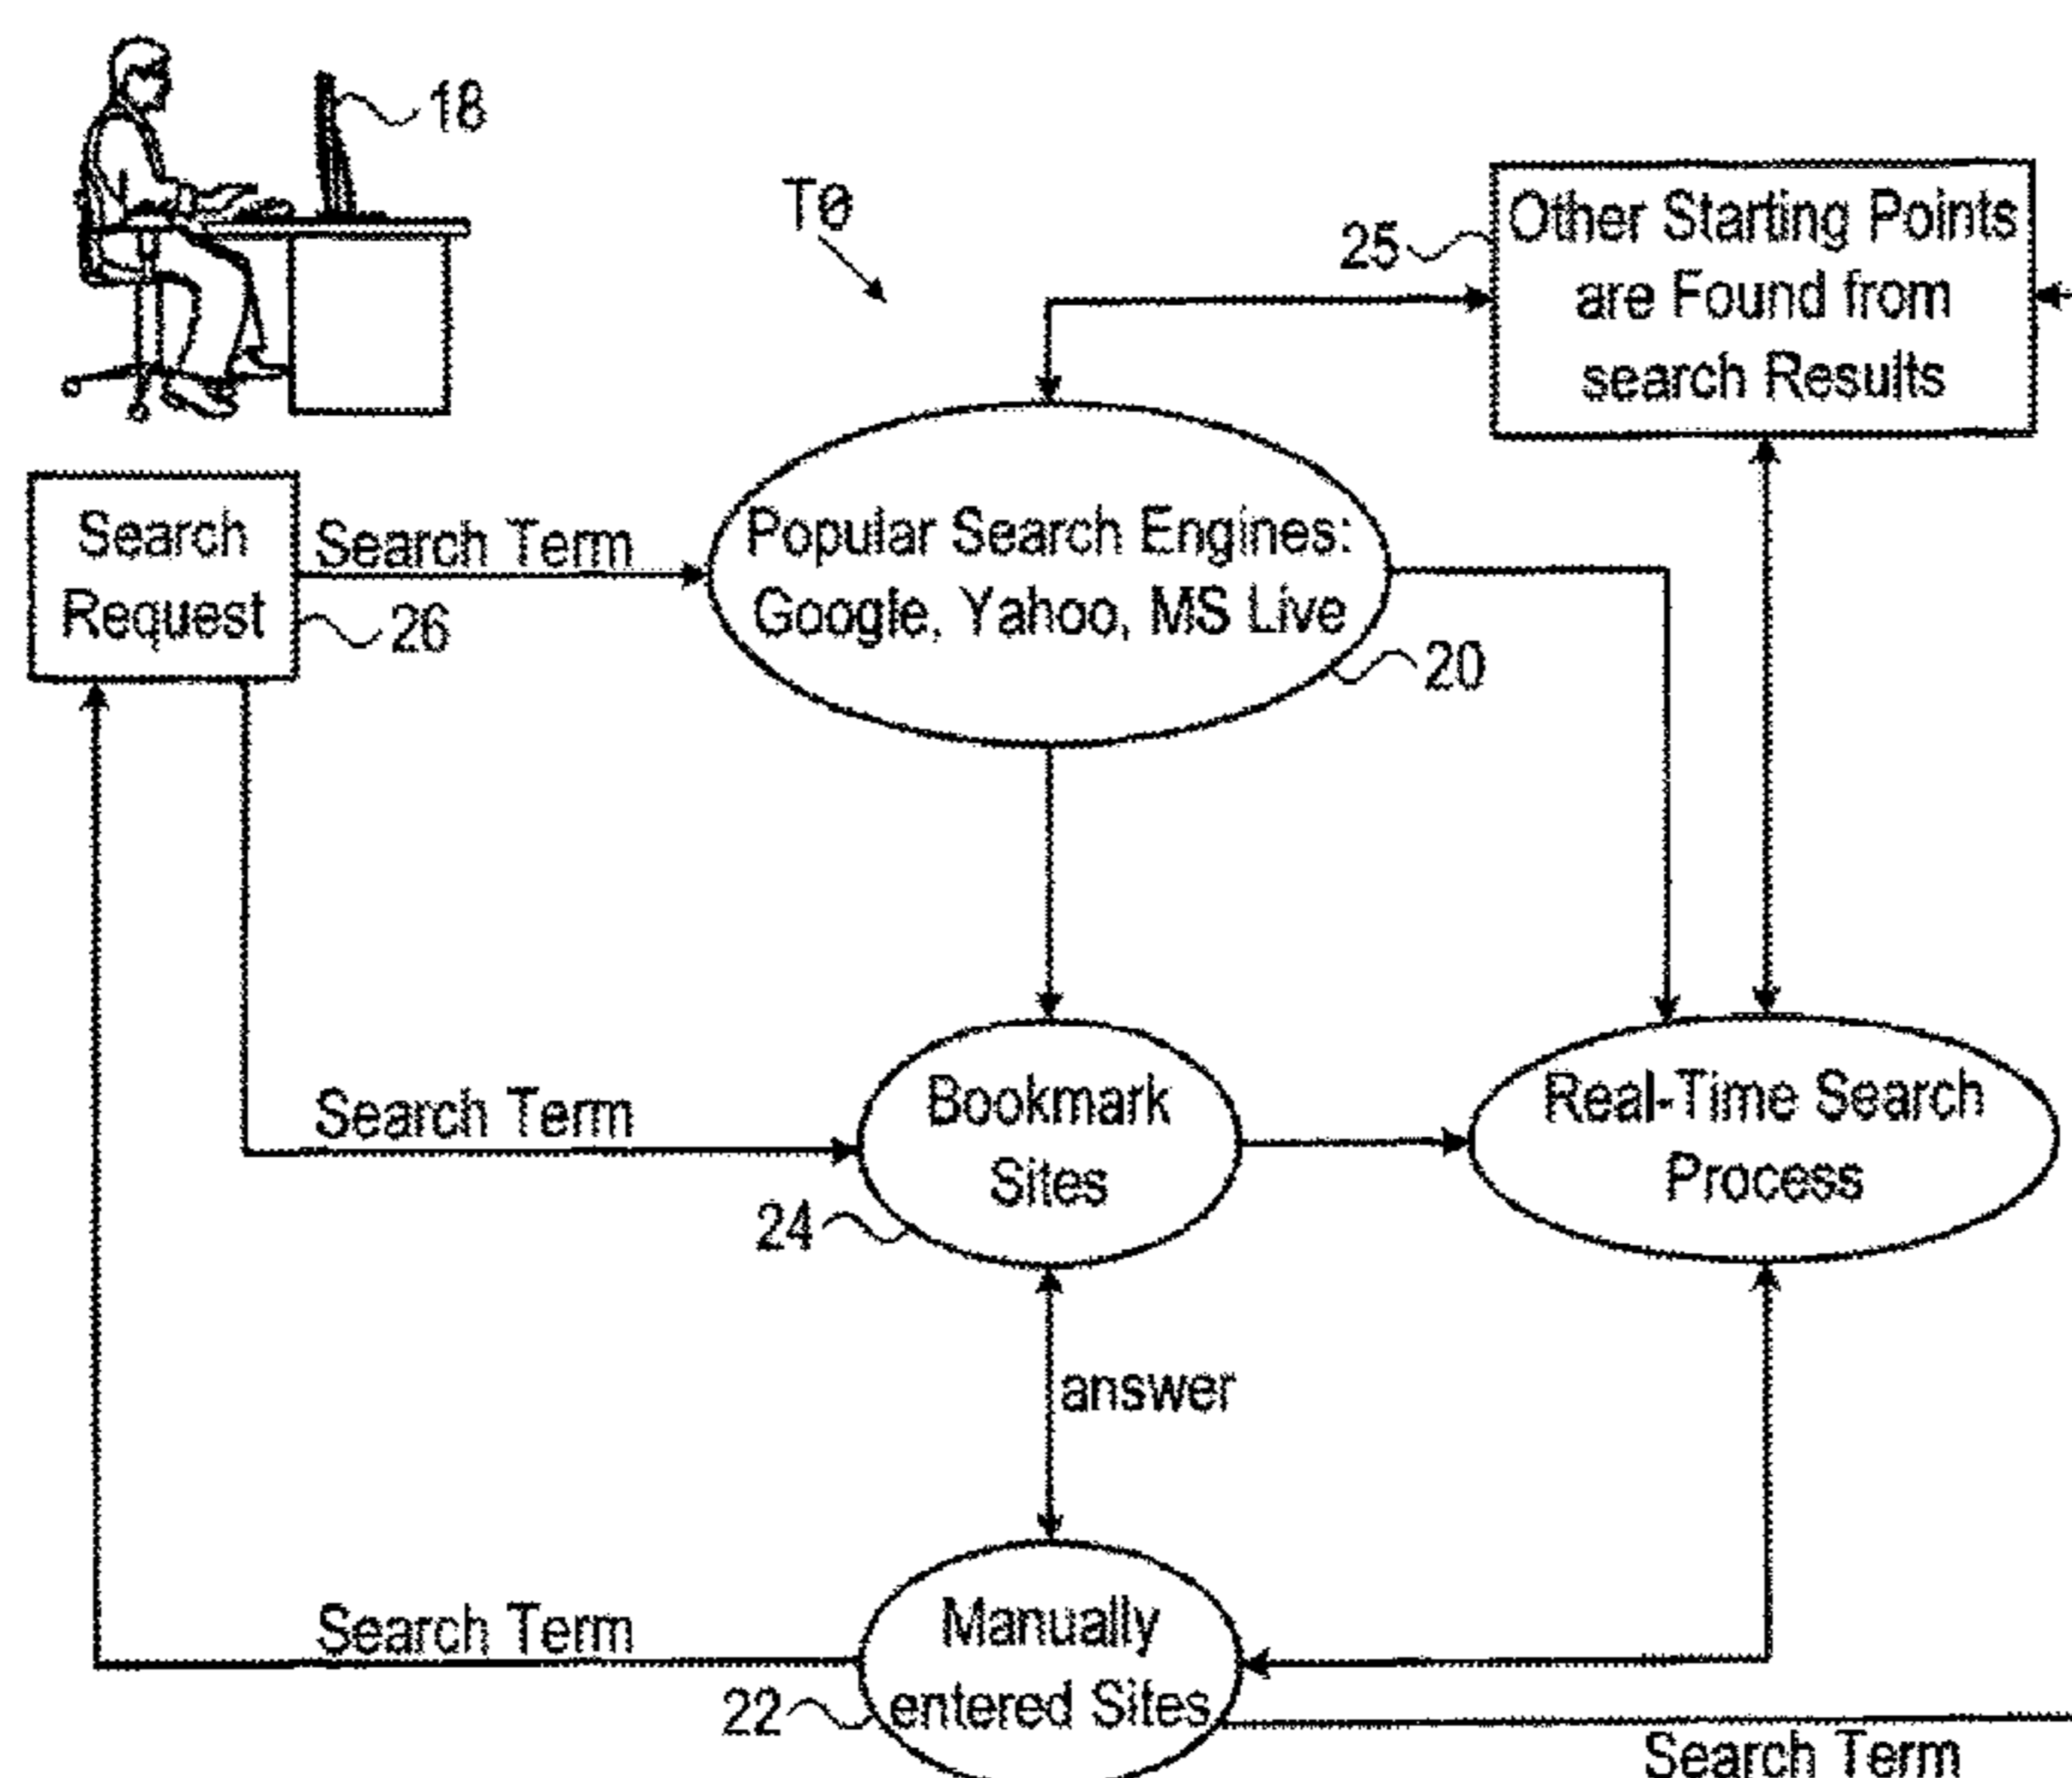 18
T0
25
Other Starting Points
are Found from
search Results
Search
Request
26
Search Term
Popular Search Engines:
Google, Yahoo, MS Live
20
Search Term
Bookmark
Sites
24
Real-Time Search
Process
answer
Search Term
Manually
entered Sites
22
Search Term